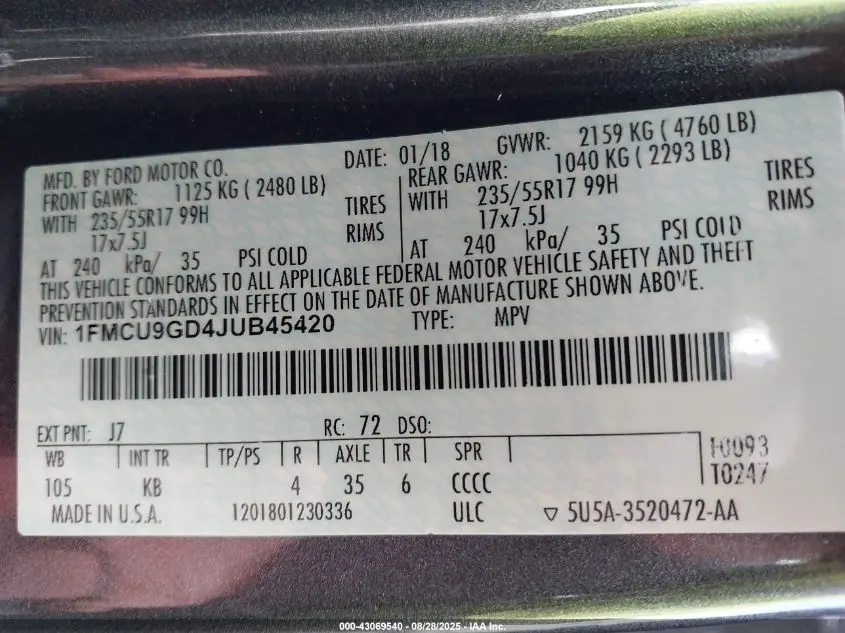 MFD. BY FORD MOTOR CO. DATE: 01/18 GVWR: 2159 KG ( 4760 LB)
FRONT GAWR: 1125 KG ( 2480 LB) REAR GAWR: 1040 KG ( 2293 LB)
WITH 235/55R17 99H TIRES WITH 235/55R17 99H TIRES
17x7.5J RIMS 17x7.5J RIMS
AT 240 kPa/ 35 PSI COLD AT 240 kPa/ 35 PSI COLD
THIS VEHICLE CONFORMS TO ALL APPLICABLE FEDERAL MOTOR VEHICLE SAFETY AND THEFT
PREVENTION STANDARDS IN EFFECT ON THE DATE OF MANUFACTURE SHOWN ABOVE.
VIN: 1FMCU9GD4JUB45420 TYPE: MPV
EXT PNT: J7 RC: 72 DSO:
WB INT TR TP/PS R AXLE TR SPR 10093
105 KB 4 35 6 CCCC T0247
MADE IN U.S.A. 1201801230336 ULC ▽ 5U5A-3520472-AA
000-43069540 - 08/28/2025 - IAA Inc.